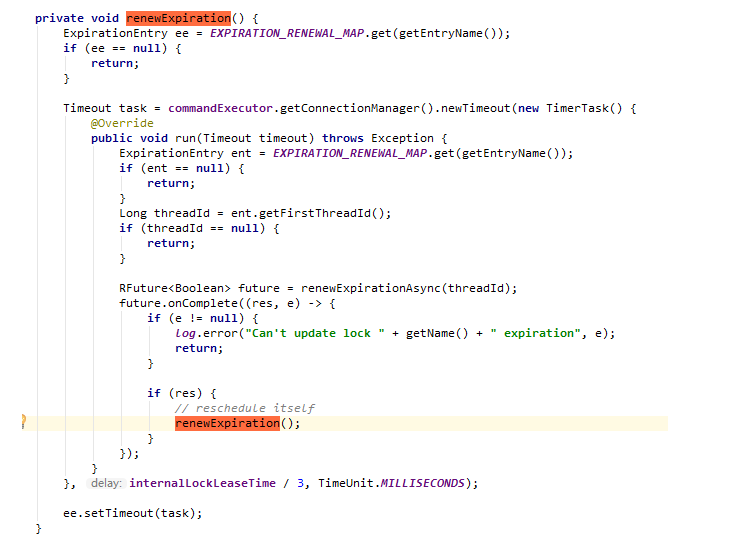 private void renewExpiration() {
    ExpirationEntry ee = EXPIRATION_RENEWAL_MAP.get(getEntryName());
    if (ee == null) {
        return;
    }
    Timeout task = commandExecutor.getConnectionManager().newTimeout(new TimerTask() {
        @Override
        public void run(Timeout timeout) throws Exception {
            ExpirationEntry ent = EXPIRATION_RENEWAL_MAP.get(getEntryName());
            if (ent == null) {
                return;
            }
            Long threadId = ent.getFirstThreadId();
            if (threadId == null) {
                return;
            }
            RFuture<Boolean> future = renewExpirationAsync(threadId);
            future.onComplete((res, e) -> {
                if (e != null) {
                    log.error("Can't update lock " + getName() + " expiration", e);
                    return;
                }
                if (res) {
                    // reschedule itself
                    renewExpiration();
                }
            });
        }
    }, delay: internalLockLeaseTime / 3, TimeUnit.MILLISECONDS);
    ee.setTimeout(task);
}